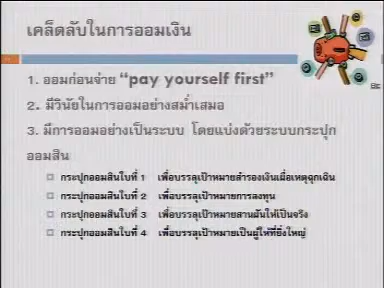 เคล็ดลับในการออมเงิน
1. ออมก่อนจ่าย “pay yourself first”
2. มีวินัยในการออมอย่างสม่ำเสมอ
3. มีการออมอย่างเป็นระบบ โดยแบ่งด้วยระบบกระปุก
ออมสิน
กระปุกออมสินใบที่ 1 เพื่อบรรลุเป้าหมายสำรองเงินเผื่อเหตุฉุกเฉิน
กระปุกออมสินใบที่ 2 เพื่อบรรลุเป้าหมายการลงทุน
กระปุกออมสินใบที่ 3 เพื่อบรรลุเป้าหมายสานฝันให้เป็นจริง
กระปุกออมสินใบที่ 4 เพื่อบรรลุเป้าหมายเป็นผู้ให้ที่ยิ่งใหญ่